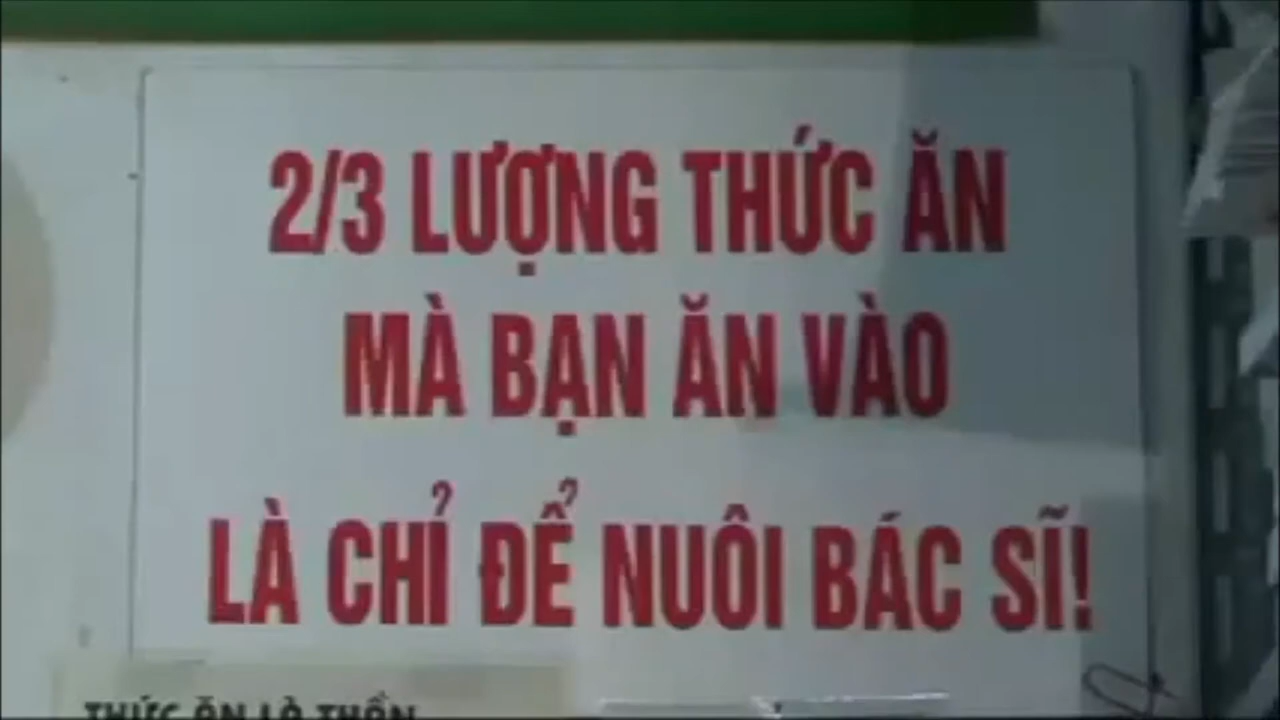 2/3 LƯỢNG THỨC ĂN
MÀ BẠN ĂN VÀO
LÀ CHỈ ĐỂ NUÔI BÁC SĨ!
THỨC ĂN LÀ THẦN